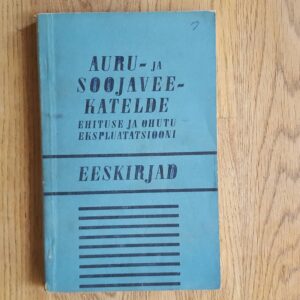 AURU- JA
SOOJAVEE-
KATELDE
EHITUSE JA OHUTU
EKSPLUATATSIOONI
EESKIRJAD